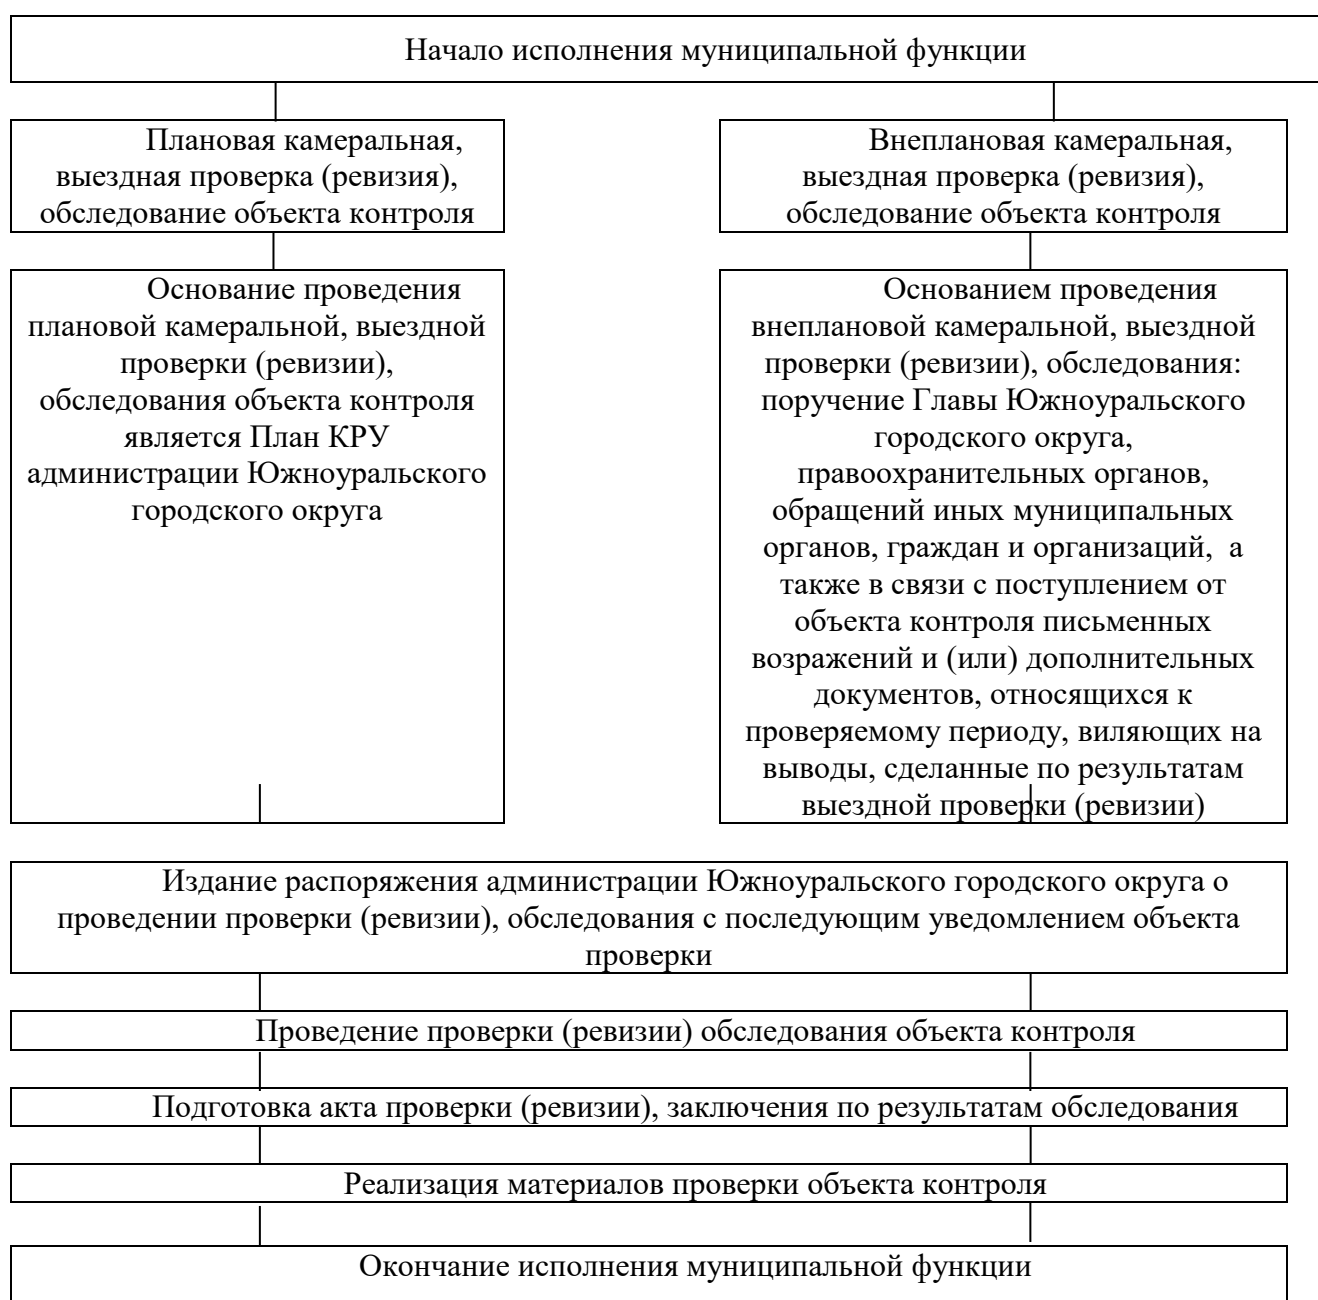 Начало исполнения муниципальной функции
Плановая камеральная,
выездная проверка (ревизия),
обследование объекта контроля
Внеплановая камеральная,
выездная проверка (ревизия),
обследование объекта контроля
Основание проведения
плановой камеральной, выездной
проверки (ревизии),
обследования объекта контроля
является План КРУ
администрации Южноуральского
городского округа
Основанием проведения
внеплановой камеральной, выездной
проверки (ревизии), обследования:
поручение Главы Южноуральского
городского округа,
правоохранительных органов,
обращений иных муниципальных
органов, граждан и организаций,  а
также в связи с поступлением от
объекта контроля письменных
возражений и (или) дополнительных
документов, относящихся к
проверяемому периоду, виляющих на
выводы, сделанные по результатам
выездной проверки (ревизии)
Издание распоряжения администрации Южноуральского городского округа о
проведении проверки (ревизии), обследования с последующим уведомлением объекта
проверки
Проведение проверки (ревизии) обследования объекта контроля
Подготовка акта проверки (ревизии), заключения по результатам обследования
Реализация материалов проверки объекта контроля
Окончание исполнения муниципальной функции